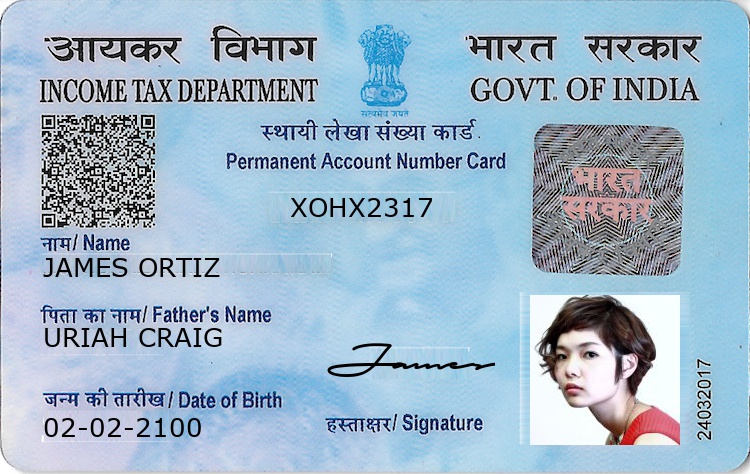 आयकर विभाग
INCOME TAX DEPARTMENT
सत्यमेव जयते
भारत सरकार
GOVT. OF INDIA
स्थायी लेखा संख्या कार्ड
Permanent Account Number Card
XOHX2317
भारत
सरकार
नाम/ Name
JAMES ORTIZ
पिता का नाम/ Father's Name
URIAH CRAIG
जन्म की तारीख / Date of Birth
02-02-2100
James
हस्ताक्षर/ Signature
24032017